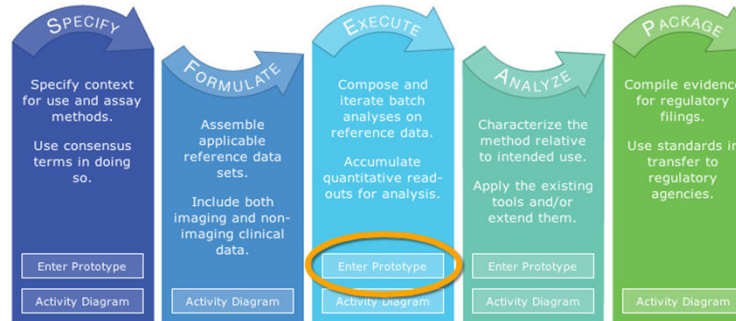 SPECIFY
Specify context
for use and assay
methods.
Use consensus
terms in doing
so.
Enter Prototype
Activity Diagram
FORMULATE
Assemble
applicable
reference data
sets.
Include both
imaging and non-
imaging clinical
data.
Activity Diagram
EXECUTE
Compose and
iterate batch
analyses on
reference data.
Accumulate
quantitative read-
outs for analysis.
Enter Prototype
Activity Diagram
ANALYZE
Characterize the
method relative
to intended use.
Apply the existing
tools and/or
extend them.
Enter Prototype
Activity Diagram
PACKAGE
Compile evidence
for regulatory
filings.
Use standards in
transfer to
regulatory
agencies.
Activity Diagram